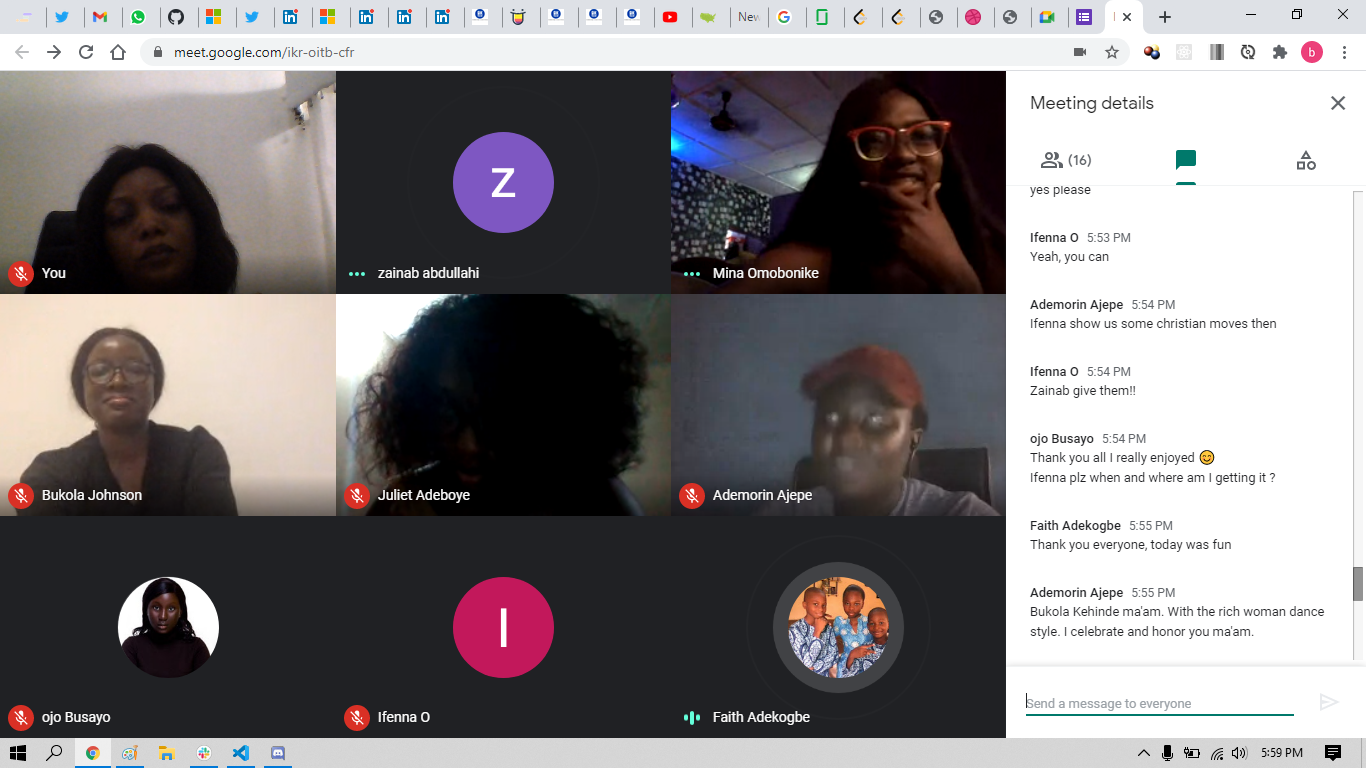 New
b
meet.google.com/ikr-oitb-cfr
You
Z
zainab abdullahi
Mina Omobonike
Bukola Johnson
Juliet Adeboye
Ademorin Ajepe
ojo Busayo
I
Ifenna O
Faith Adekogbe
Meeting details
(16)
yes please
Ifenna O 5:53 PM
Yeah, you can
Ademorin Ajepe 5:54 PM
Ifenna show us some christian moves then
Ifenna O 5:54 PM
Zainab give them!!
ojo Busayo 5:54 PM
Thank you all I really enjoyed 😊
Ifenna plz when and where am I getting it ?
Faith Adekogbe 5:55 PM
Thank you everyone, today was fun
Ademorin Ajepe 5:55 PM
Bukola Kehinde ma'am. With the rich woman dance
style. I celebrate and honor you ma'am.
Send a message to everyone
5:59 PM